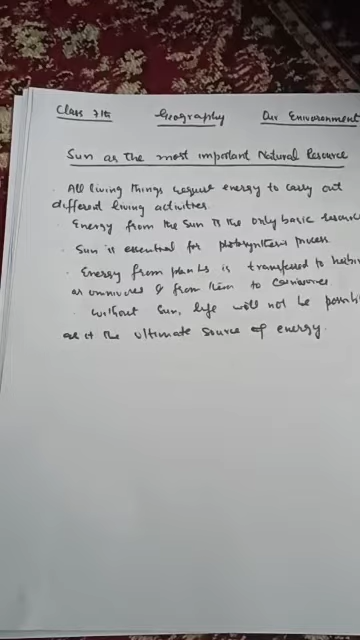 Class 7th Geography Our Enivaronment
Sun as the most important Natural Resource
. All living things require energy to carry out
different living activities.
. Energy from the Sun is the only basic
. Sun is essential for photosynthesis process
. Energy from plants is transferred to
or omnivores & from them to Carnivores.
. Without Sun, life will not be
as it the ultimate source of energy.